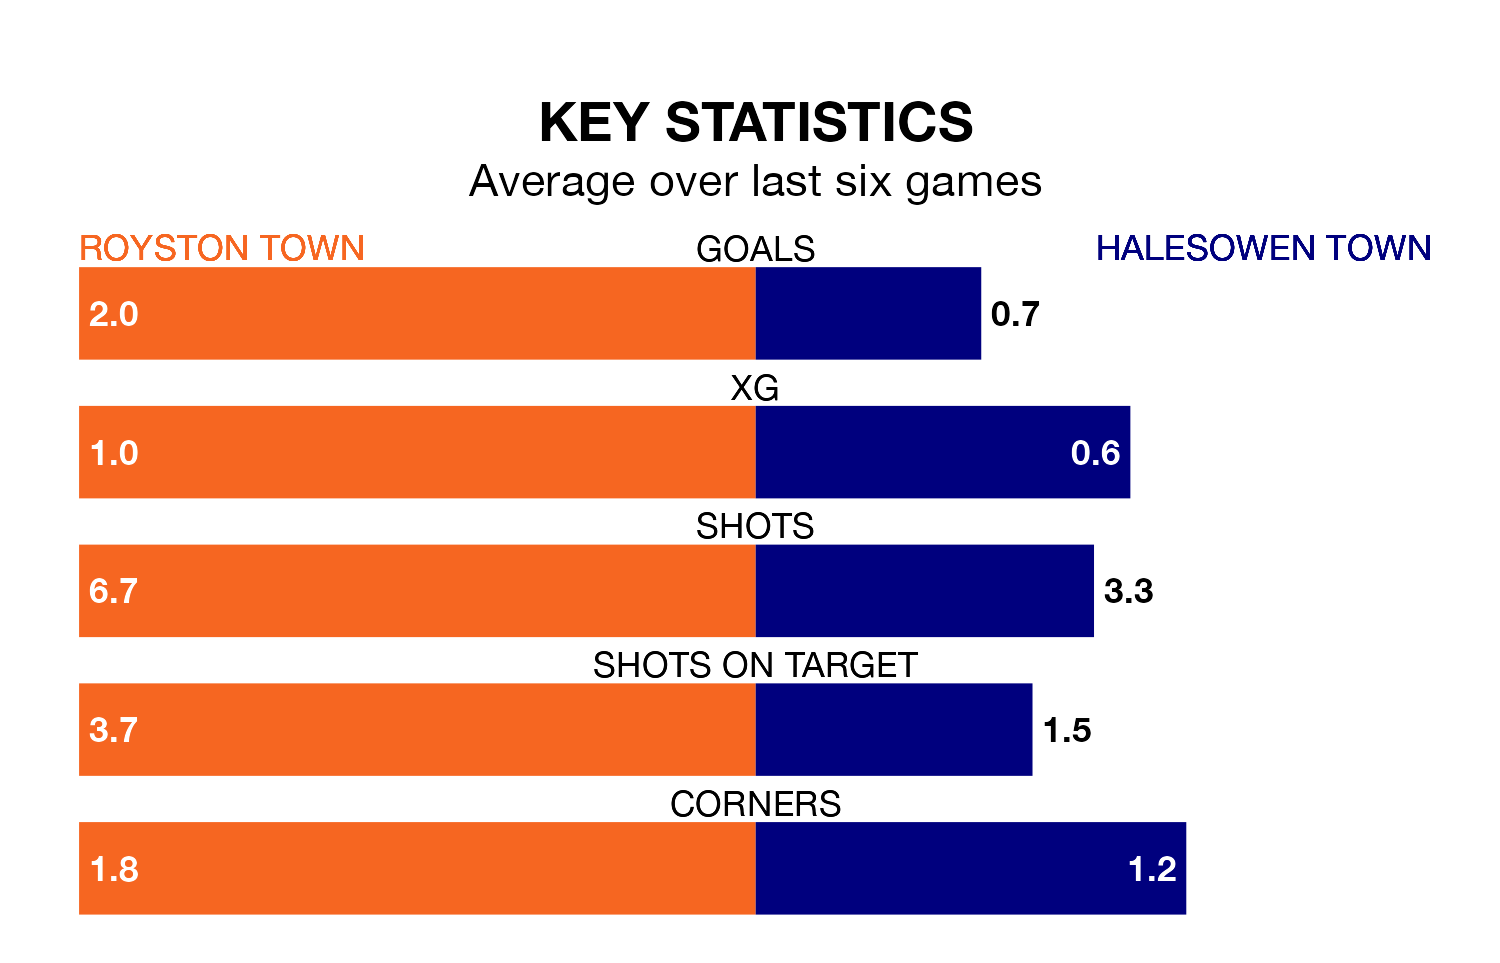 KEY STATISTICS
Average over last six games
ROYSTON TOWN GOALS HALESOWEN TOWN
2.0 0.7
XG
1.0 0.6
SHOTS
6.7 3.3
SHOTS ON TARGET
3.7 1.5
CORNERS
1.8 1.2